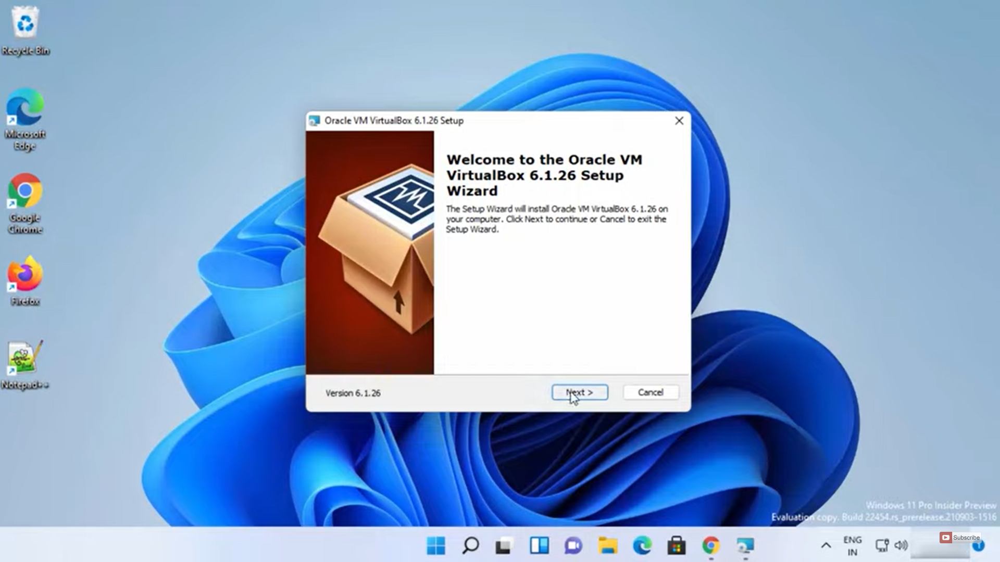 Recycle Bin
Microsoft
Edge
Google
Chrome
Firefox
Notepad++
Oracle VM VirtualBox 6.1.26 Setup
Welcome to the Oracle VM
VirtualBox 6.1.26 Setup
Wizard
The Setup Wizard will install Oracle VM VirtualBox 6.1.26 on
your computer. Click Next to continue or Cancel to exit the
Setup Wizard.
Version 6.1.26
Next >
Cancel
Windows 11 Pro Insider Preview
Evaluation copy. Build 22454.rs_prerelease.210903-1516
ENG
IN
Subscribe
1